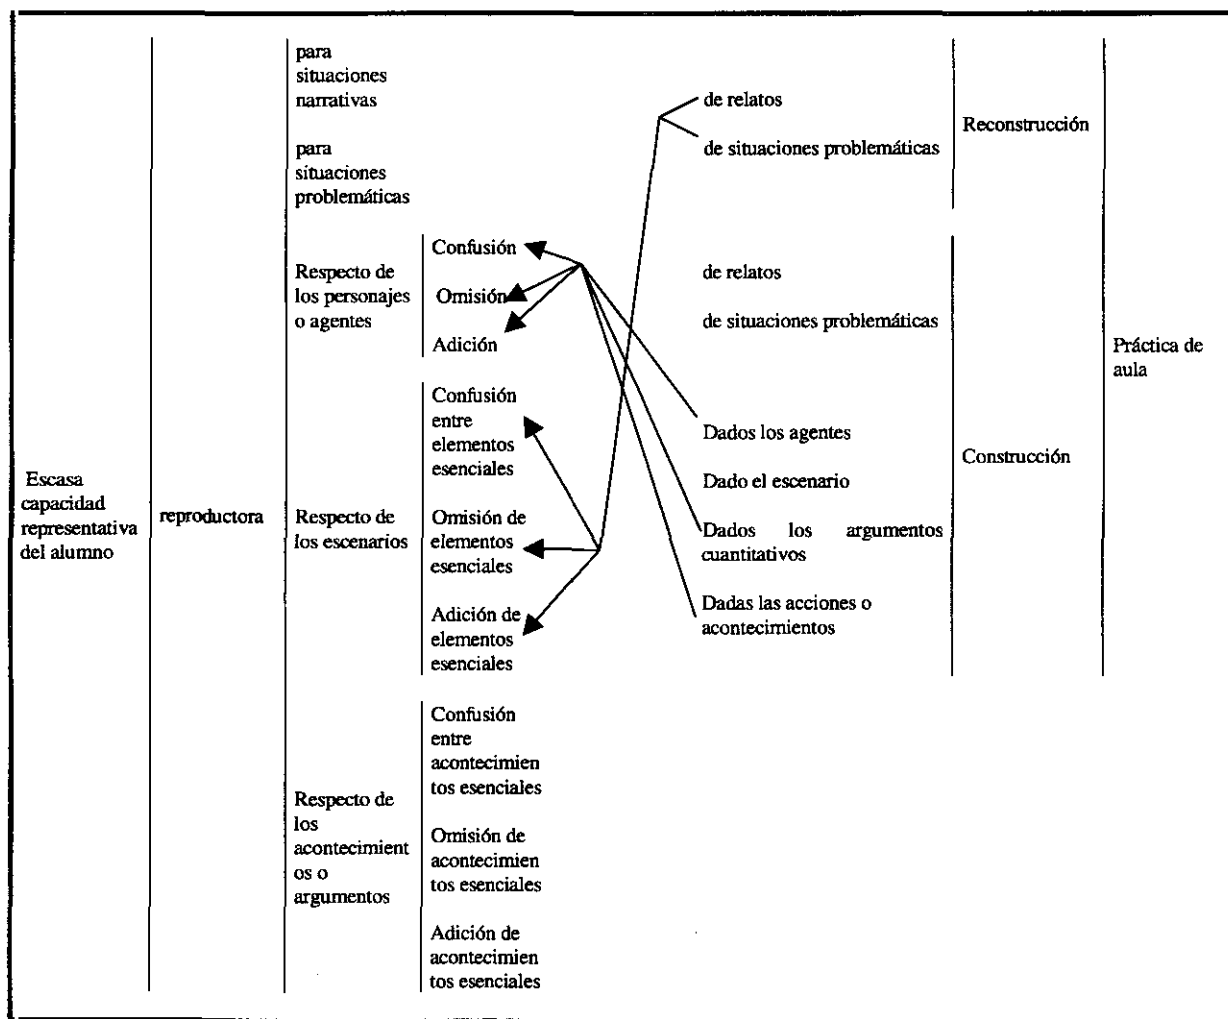 Escasa
capacidad
representativa
del alumno
reproductora
para
situaciones
narrativas
para
situaciones
problemáticas
Respecto de
los personajes
o agentes
Confusión
Omisión
Adición
Respecto de
los escenarios
Confusión
entre
elementos
esenciales
Omisión de
elementos
esenciales
Adición de
elementos
esenciales
Respecto de
los
acontecimient
os o
argumentos
Confusión
entre
acontecimien
tos esenciales
Omisión de
acontecimien
tos esenciales
Adición de
acontecimien
tos esenciales
de relatos
de situaciones problemáticas
Reconstrucción
de relatos
de situaciones problemáticas
Dados los agentes
Dado el escenario
Dados los argumentos
cuantitativos
Dadas las acciones o
acontecimientos
Construcción
Práctica de
aula